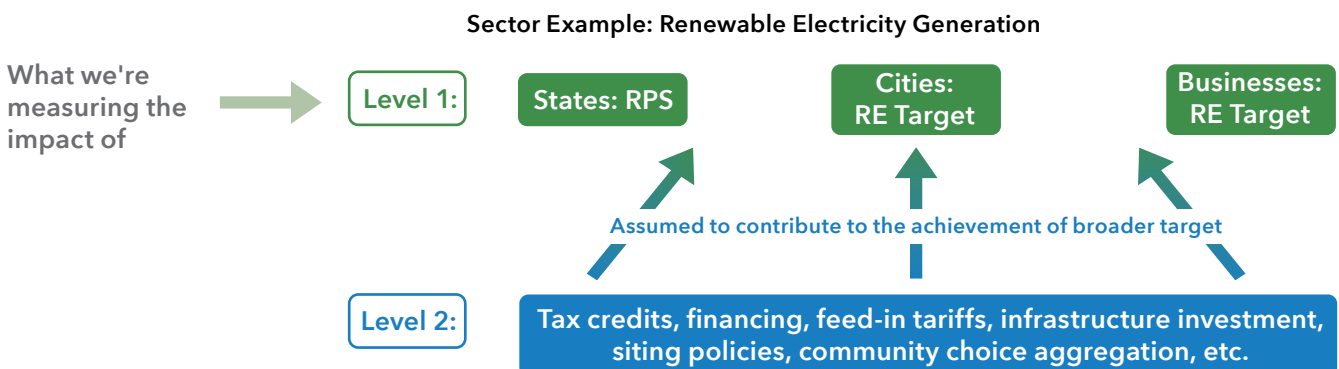 Sector Example: Renewable Electricity Generation
What we're
measuring the
impact of
Level 1:
States: RPS
Cities:
RE Target
Businesses:
RE Target
Assumed to contribute to the achievement of broader target
Level 2:
Tax credits, financing, feed-in tariffs, infrastructure investment,
siting policies, community choice aggregation, etc.